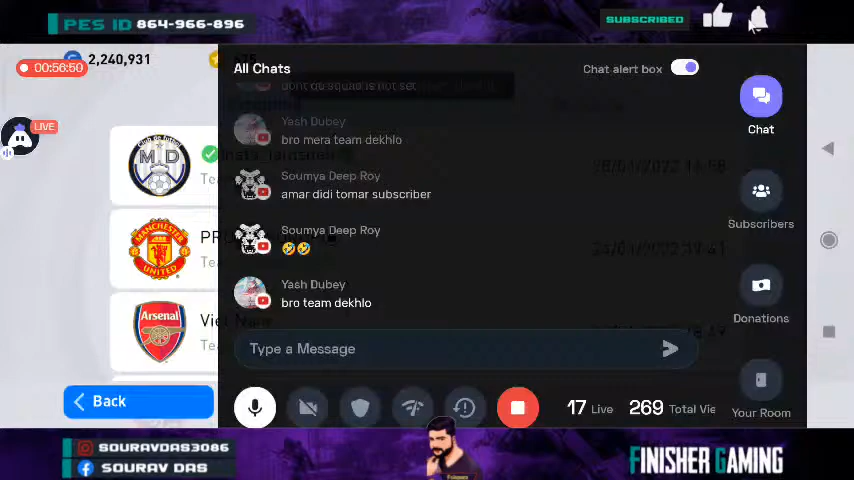 PES ID 864-966-896
SUBSCRIBED
2,240,931
00:56:50
All Chats
Chat alert box
LIVE
Chat
Yash Dubey
bro mera team dekhlo
Soumya Deep Roy
amar didi tomar subscriber
Subscribers
Soumya Deep Roy
🤣🤣
MANCHESTER
UNITED
Yash Dubey
bro team dekhlo
Donations
Arsenal
Type a Message
Back
17 Live 269 Total Vie
Your Room
SOURAVDAS3086
SOURAV DAS
FINISHER GAMING